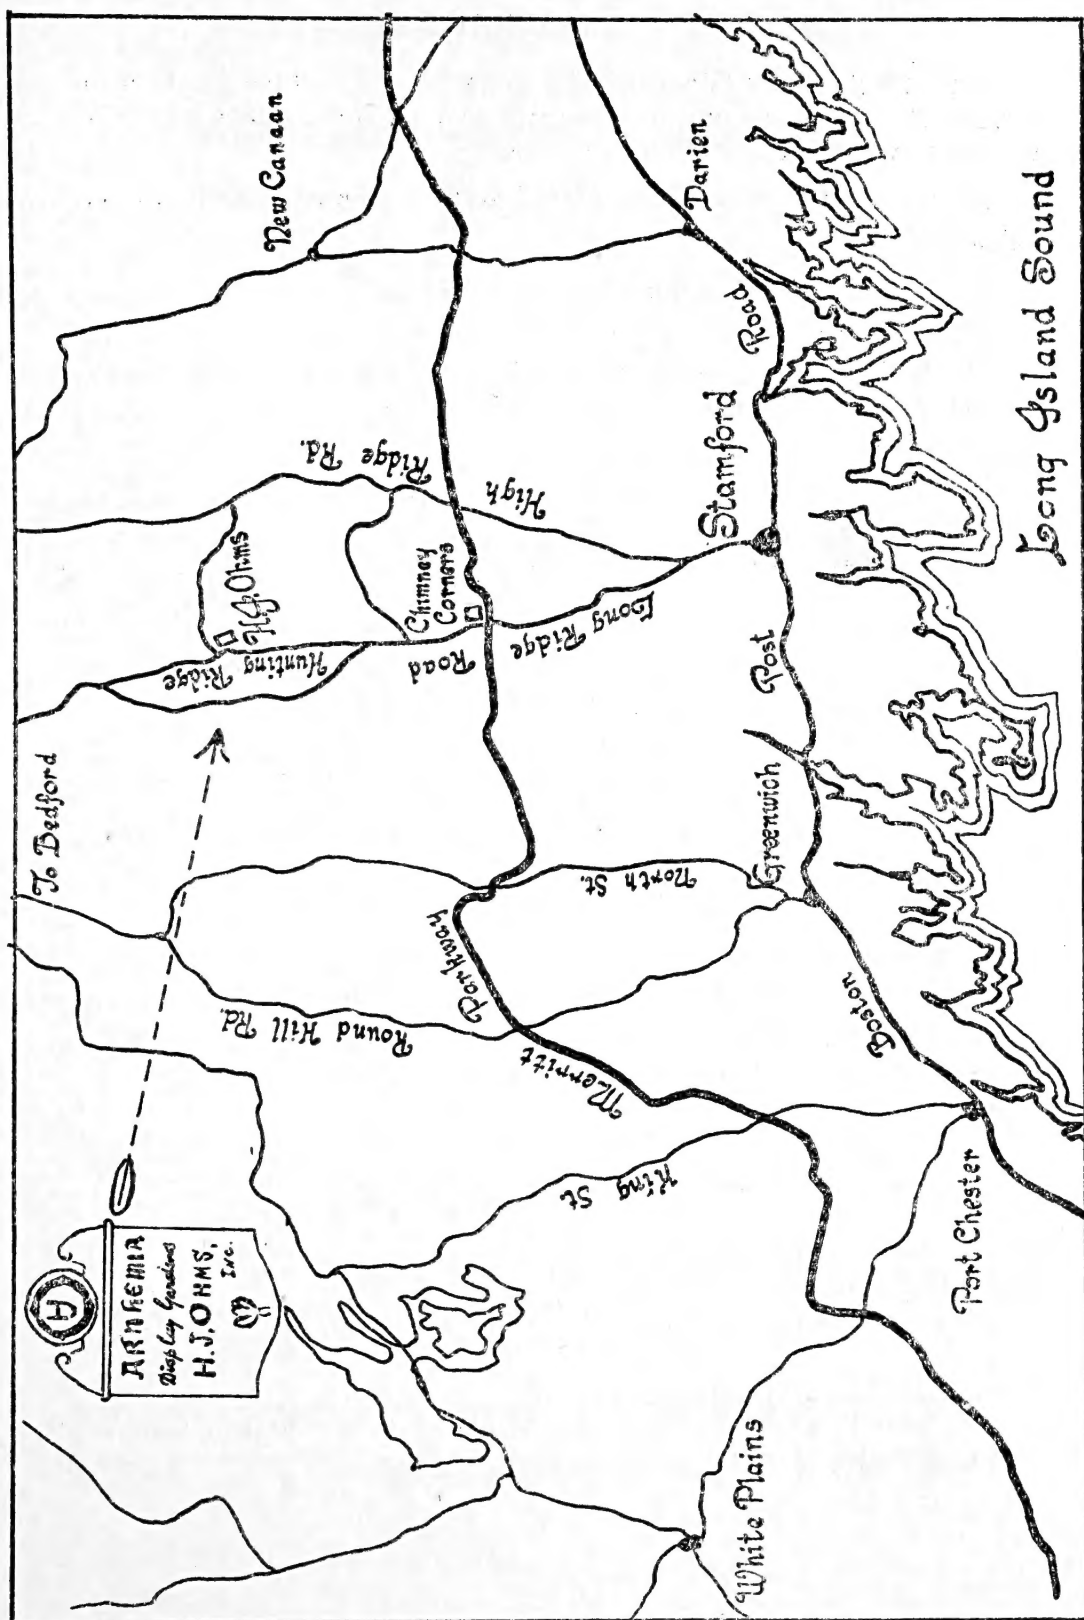 ARNHEMIA
Display Gardens
H. J. OHMS,
INC.
To Bedford
New Canaan
Ridge Rd.
High
H.J. Ohms
Hunting
Ridge
Chimney
Corners
Road
Long Ridge
Darien
Road
Stamford
Post
Greenwich
North
St.
Parkway
Merritt
Round Hill
Rd.
King
St.
Boston
Port Chester
White Plains
Long Island Sound